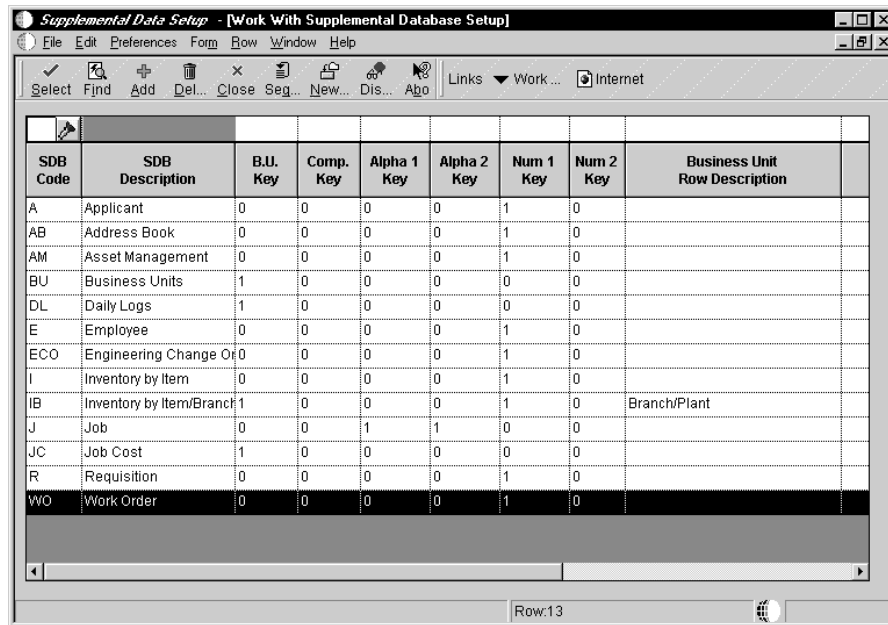 Supplemental Data Setup - [Work With Supplemental Database Setup]
File Edit Preferences Form Row Window Help
Select Find Add Del... Close Seg... New... Dis... Abo Links Work ... Internet
SDB Code SDB Description B.U. Key Comp. Key Alpha 1 Key Alpha 2 Key Num 1 Key Num 2 Key Business Unit Row Description
A Applicant 0 0 0 0 1 0
AB Address Book 0 0 0 0 1 0
AM Asset Management 0 0 0 0 1 0
BU Business Units 1 0 0 0 0 0
DL Daily Logs 1 0 0 0 0 0
E Employee 0 0 0 0 1 0
ECO Engineering Change Or 0 0 0 0 1 0
I Inventory by Item 0 0 0 0 1 0
IB Inventory by Item/Branch 1 0 0 0 1 0 Branch/Plant
J Job 0 0 1 1 0 0
JC Job Cost 1 0 0 0 0 0
R Requisition 0 0 0 0 1 0
WO Work Order 0 0 0 0 1 0
Row:13